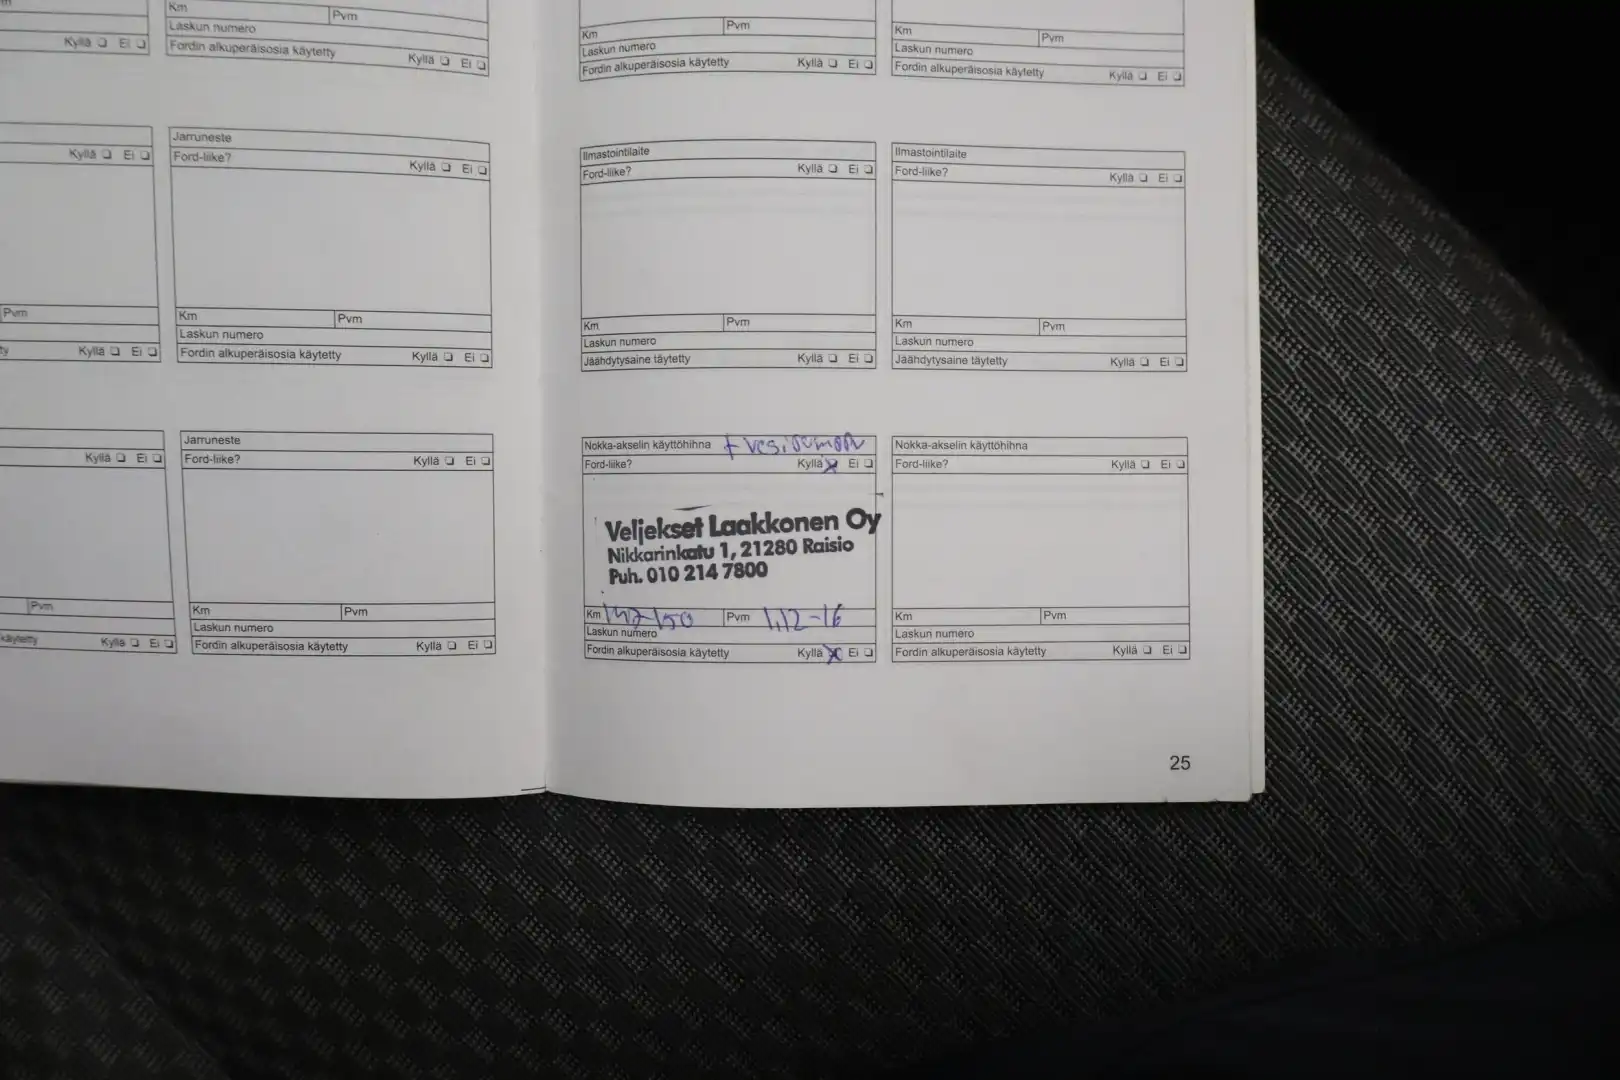 Km Pvm
Laskun numero
Kyllä ❏ Ei ❏ Fordin alkuperäisosia käytetty Kyllä ❏ Ei ❏
Jarruneste
Kyllä ❏ Ei ❏ Ford-liike? Kyllä ❏ Ei ❏
Pvm Km Pvm
Laskun numero
Kyllä ❏ Ei ❏ Fordin alkuperäisosia käytetty Kyllä ❏ Ei ❏
Jarruneste
Kyllä ❏ Ei ❏ Ford-liike? Kyllä ❏ Ei ❏
Pvm Km Pvm
Laskun numero
käytetty Kyllä ❏ Ei ❏ Fordin alkuperäisosia käytetty Kyllä ❏ Ei ❏
Km Pvm
Laskun numero
Fordin alkuperäisosia käytetty Kyllä ❏ Ei ❏
Km Pvm
Laskun numero
Fordin alkuperäisosia käytetty Kyllä ❏ Ei ❏
Ilmastointilaite
Ford-liike? Kyllä ❏ Ei ❏
Km Pvm
Laskun numero
Jäähdytysaine täytetty Kyllä ❏ Ei ❏
Ilmastointilaite
Ford-liike? Kyllä ❏ Ei ❏
Km Pvm
Laskun numero
Jäähdytysaine täytetty Kyllä ❏ Ei ❏
Nokka-akselin käyttöhihna + vesipumppu
Ford-liike? Kyllä x Ei ❏
Veljekset Laakkonen Oy
Nikkarinkatu 1, 21280 Raisio
Puh. 010 214 7800
Km Pvm 1.12-16
Laskun numero
Fordin alkuperäisosia käytetty Kyllä x Ei ❏
Nokka-akselin käyttöhihna
Ford-liike? Kyllä ❏ Ei ❏
Km Pvm
Laskun numero
Fordin alkuperäisosia käytetty Kyllä ❏ Ei ❏
25